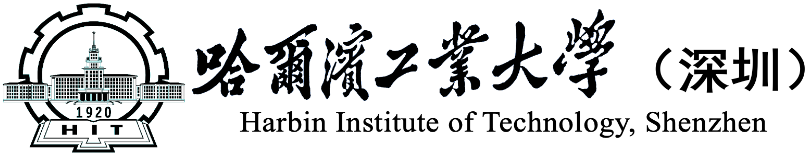 1920
HIT
哈爾濱工業大學（深圳）
Harbin Institute of Technology, Shenzhen